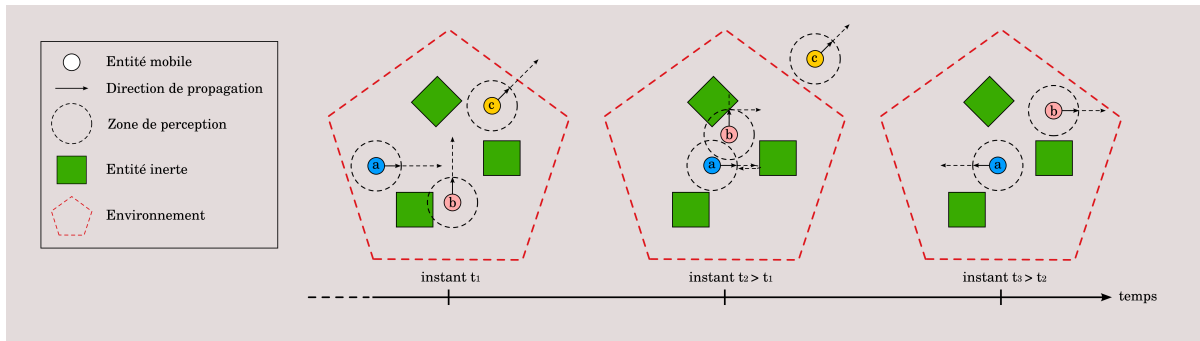 Entité mobile
Direction de propagation
Zone de perception
Entité inerte
Environnement
a
b
c
instant t₁
a
b
c
instant t₂ > t₁
a
b
instant t₃ > t₂
temps